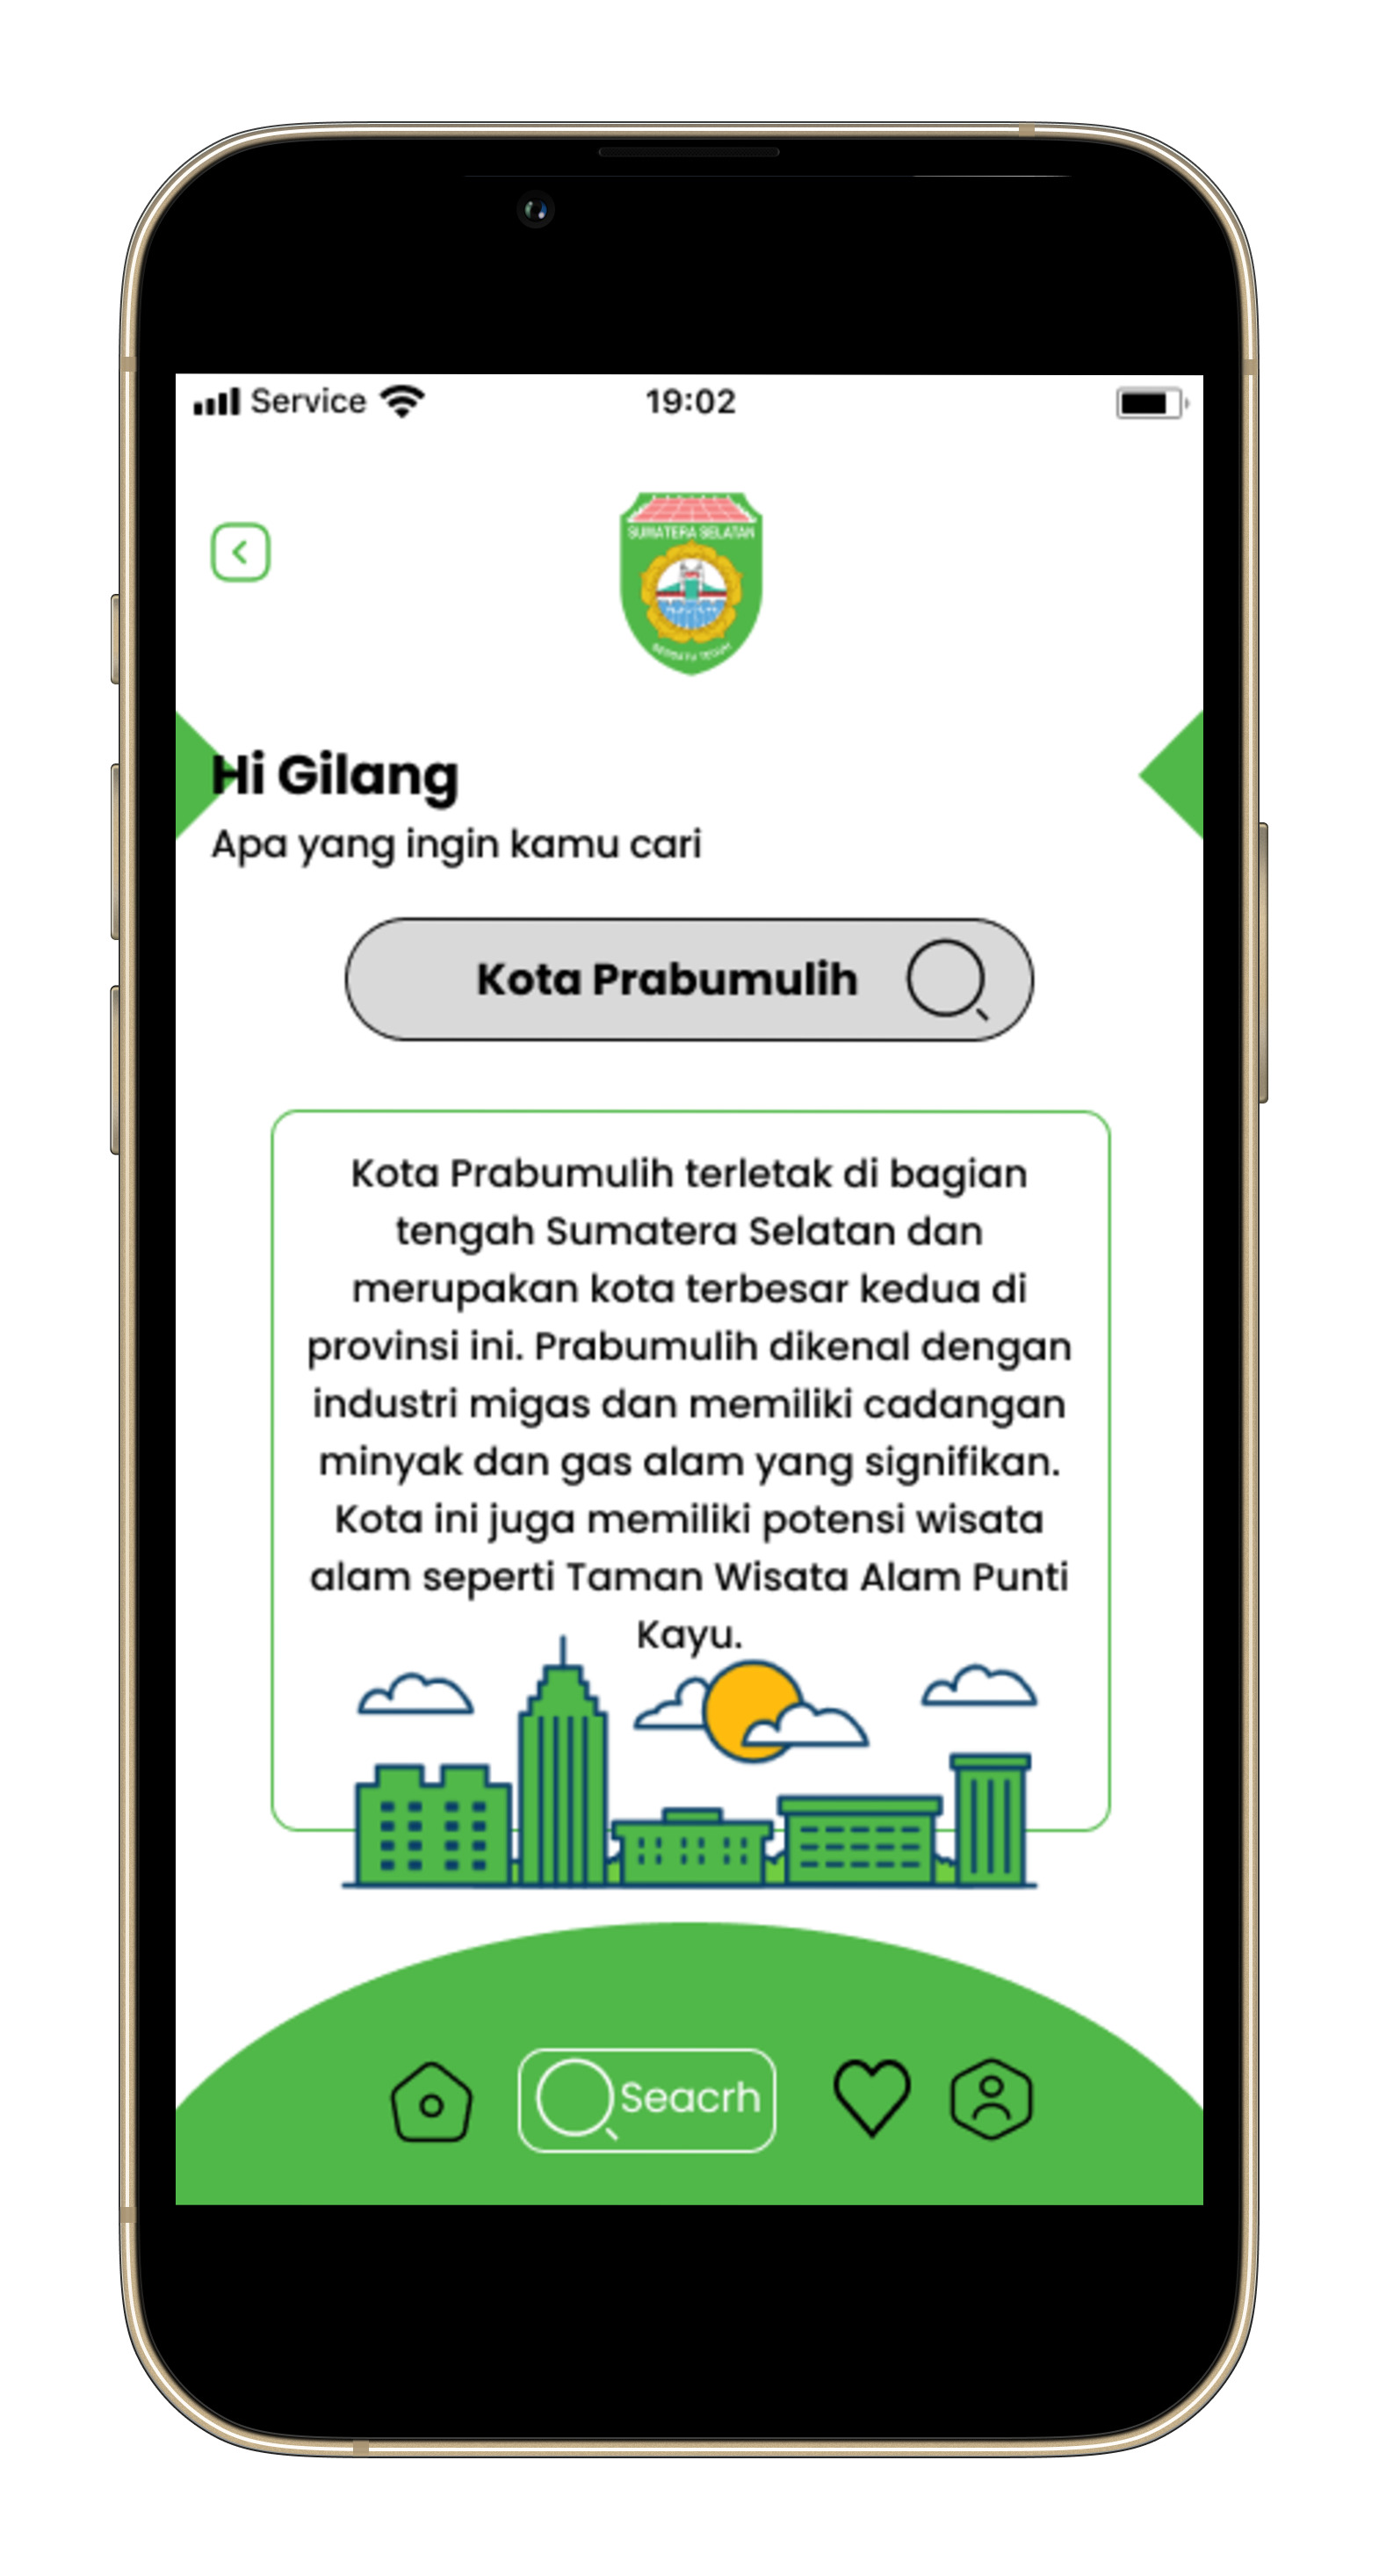 Service
19:02
SUMATERA SELATAN
Hi Gilang
Apa yang ingin kamu cari
Kota Prabumulih
Kota Prabumulih terletak di bagian
tengah Sumatera Selatan dan
merupakan kota terbesar kedua di
provinsi ini. Prabumulih dikenal dengan
industri migas dan memiliki cadangan
minyak dan gas alam yang signifikan.
Kota ini juga memiliki potensi wisata
alam seperti Taman Wisata Alam Punti
Kayu.
Seacrh